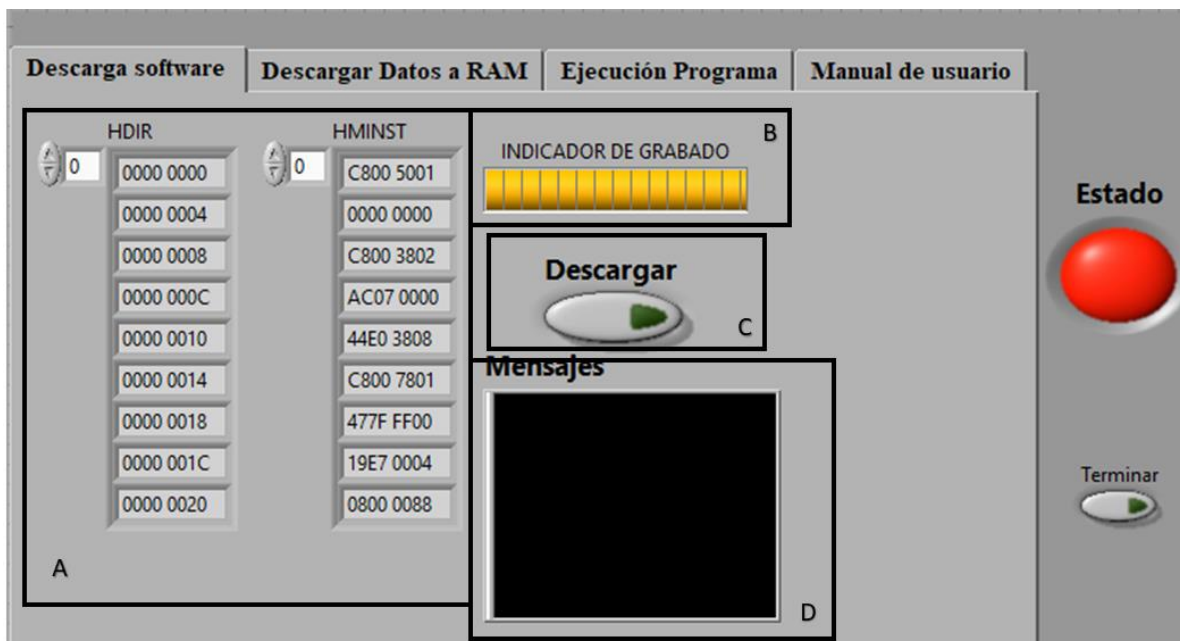 Descarga software
Descargar Datos a RAM
Ejecución Programa
Manual de usuario
HDIR
HMINST
0
0
0000 0000
C800 5001
0000 0004
0000 0000
0000 0008
C800 3802
0000 000C
AC07 0000
0000 0010
44E0 3808
0000 0014
C800 7801
0000 0018
477F FF00
0000 001C
19E7 0004
0000 0020
0800 0088
A
B
INDICADOR DE GRABADO
Descargar
C
Mensajes
D
Estado
Terminar